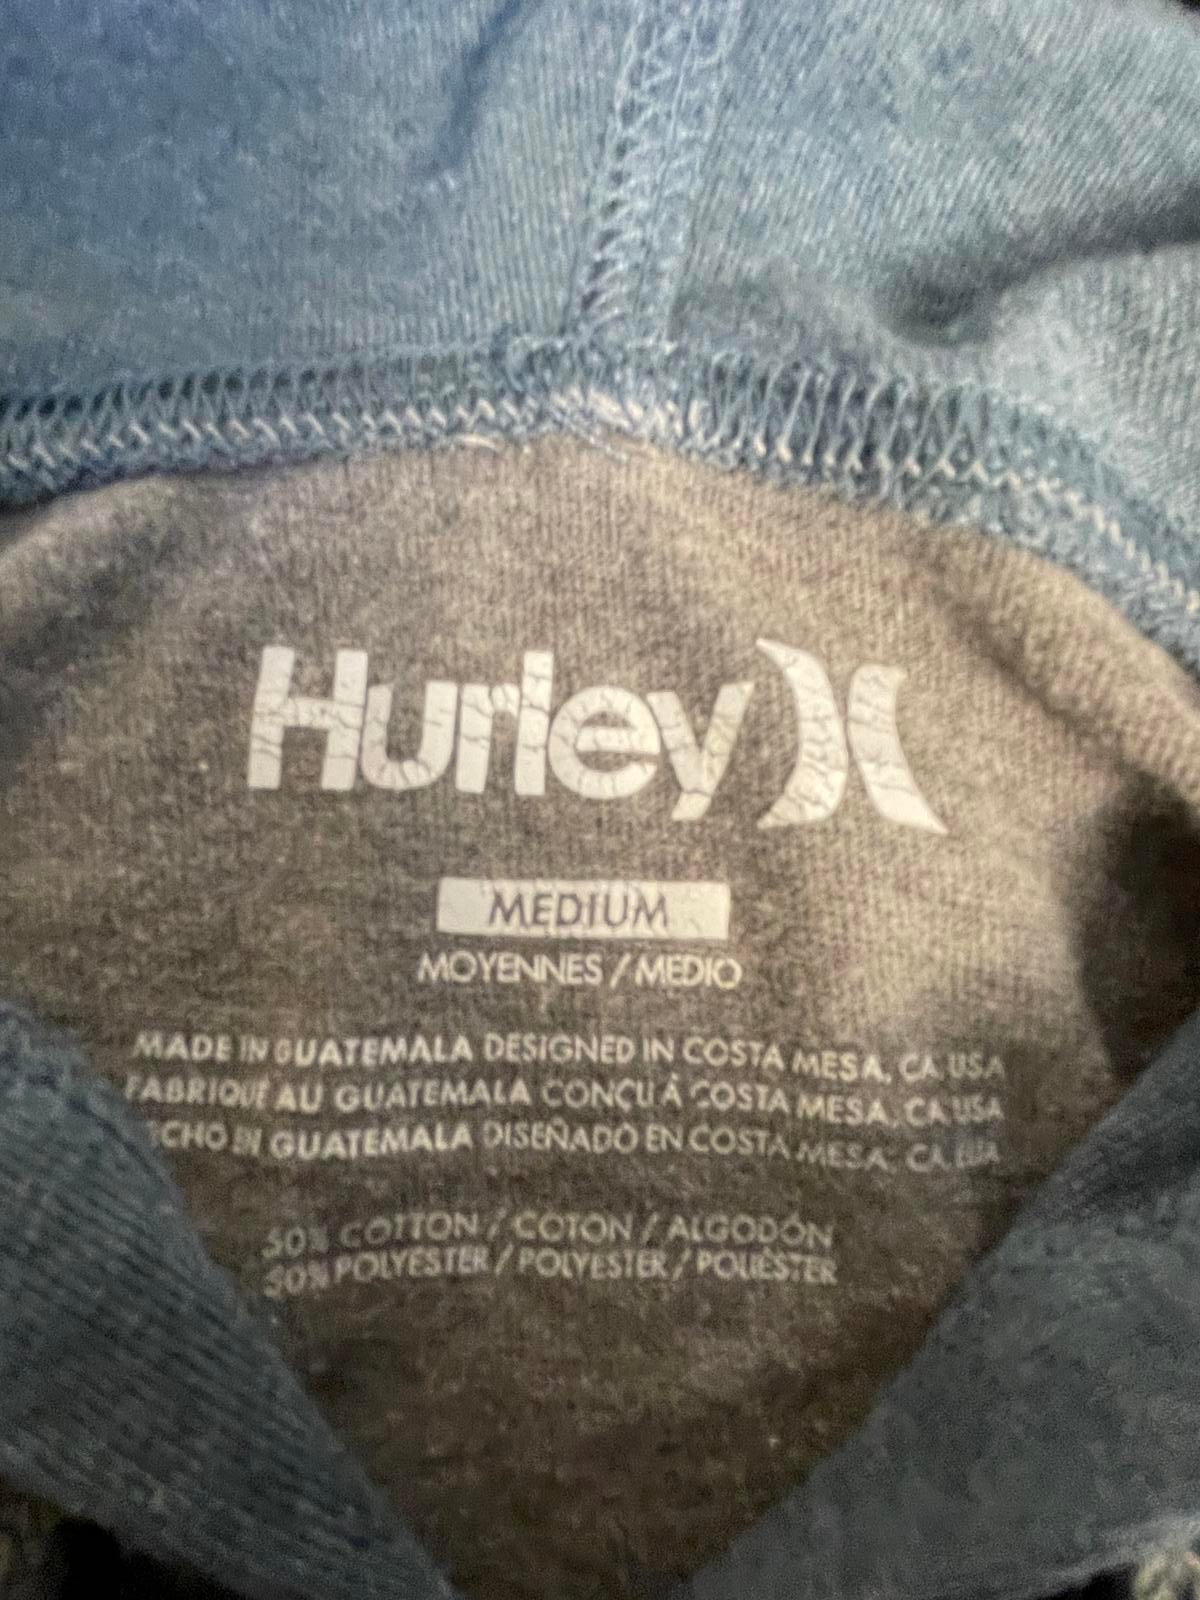 Hurley
MEDIUM
MOYENNES / MEDIO
MADE IN GUATEMALA DESIGNED IN COSTA MESA, CA USA
FABRIQUÉ AU GUATEMALA CONÇU Á COSTA MESA, CA USA
GUATEMALA DISEÑADO EN COSTA MESA, CA
COTTON / COTON / ALGODÓN
POLYESTER / POLYESTER / POLIÉSTER